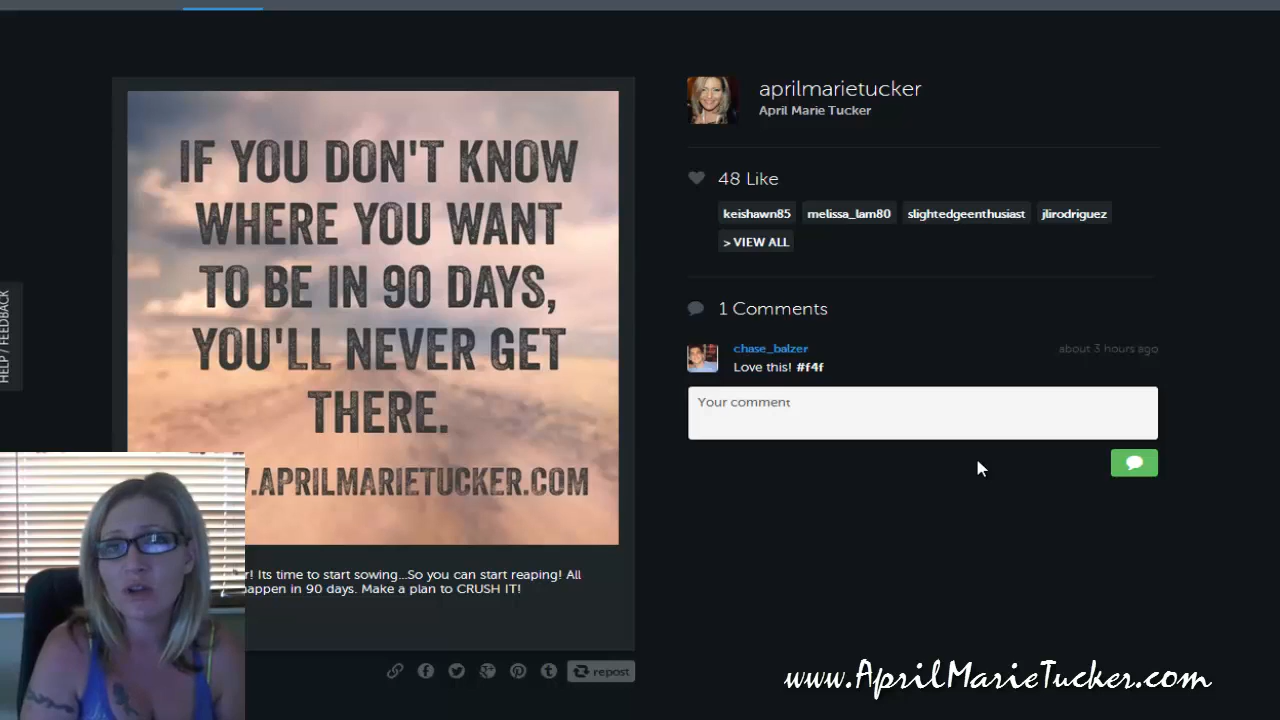 IF YOU DON'T KNOW
WHERE YOU WANT
TO BE IN 90 DAYS,
YOU'LL NEVER GET
THERE.
.APRILMARIETUCKER.COM
! Its time to start sowing...So you can start reaping! All
happen in 90 days. Make a plan to CRUSH IT!
repost
HELP / FEEDBACK
aprilmarietucker
April Marie Tucker
48 Like
keishawn85 melissa_lam80 slightedgeenthusiast jlirodriguez
> VIEW ALL
1 Comments
chase_balzer about 3 hours ago
Love this! #f4f
Your comment
www.AprilMarieTucker.com